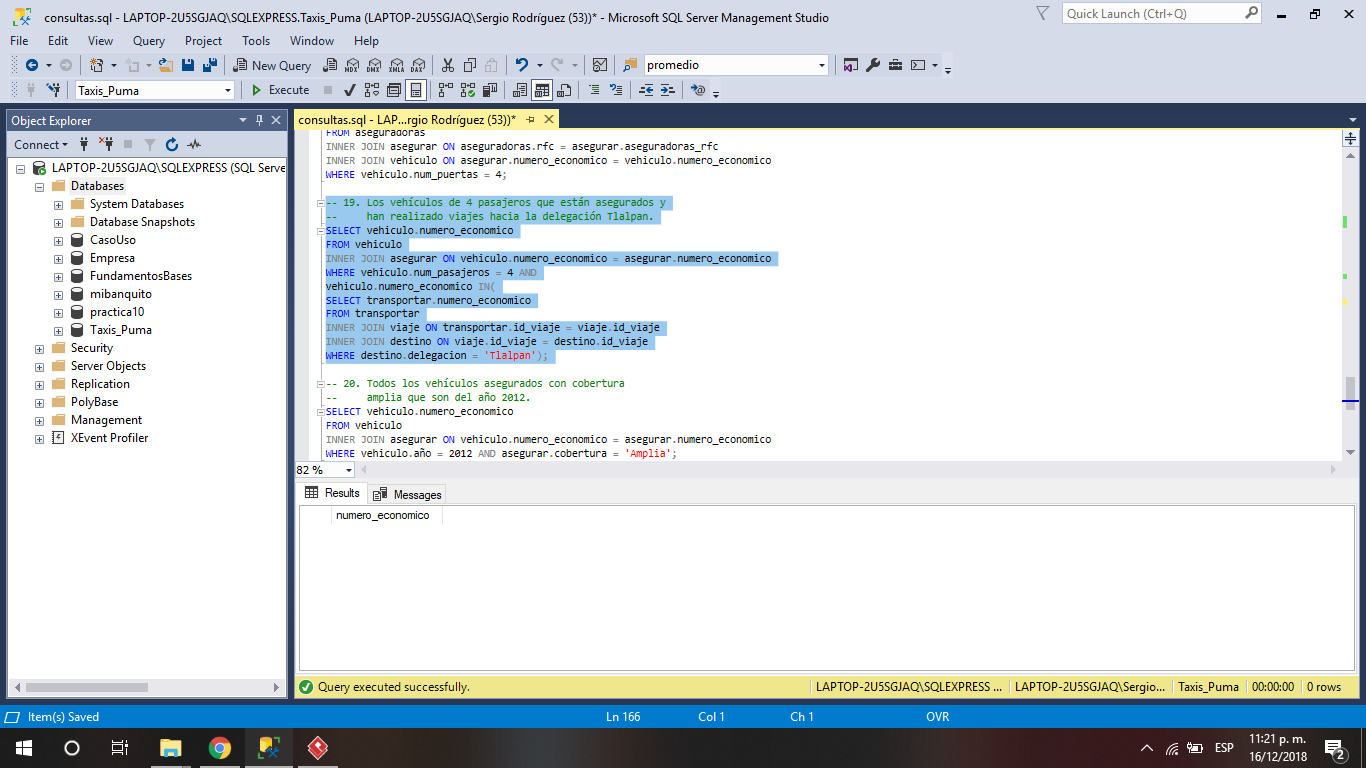 consultas.sql - LAPTOP-2U5SGJAQ\SQLEXPRESS.Taxis_Puma (LAPTOP-2U5SGJAQ\Sergio Rodríguez (53))* - Microsoft SQL Server Management Studio
Quick Launch (Ctrl+Q)
File Edit View Query Project Tools Window Help
New Query
MDX DMX XMLA DAX
promedio
Taxis_Puma
Execute
Object Explorer
consultas.sql - LAP...rgio Rodríguez (53))*
Connect
LAPTOP-2U5SGJAQ\SQLEXPRESS (SQL Serve
Databases
System Databases
Database Snapshots
CasoUso
Empresa
FundamentosBases
mibanquito
practica10
Taxis_Puma
Security
Server Objects
Replication
PolyBase
Management
XEvent Profiler
FROM aseguradoras
INNER JOIN asegurar ON aseguradoras.rfc = asegurar.aseguradoras_rfc
INNER JOIN vehiculo ON asegurar.numero_economico = vehiculo.numero_economico
WHERE vehiculo.num_puertas = 4;
-- 19. Los vehículos de 4 pasajeros que están asegurados y
-- han realizado viajes hacia la delegación Tlalpan.
SELECT vehiculo.numero_economico
FROM vehiculo
INNER JOIN asegurar ON vehiculo.numero_economico = asegurar.numero_economico
WHERE vehiculo.num_pasajeros = 4 AND
vehiculo.numero_economico IN(
SELECT transportar.numero_economico
FROM transportar
INNER JOIN viaje ON transportar.id_viaje = viaje.id_viaje
INNER JOIN destino ON viaje.id_viaje = destino.id_viaje
WHERE destino.delegacion = 'Tlalpan');
-- 20. Todos los vehículos asegurados con cobertura
-- amplia que son del año 2012.
SELECT vehiculo.numero_economico
FROM vehiculo
INNER JOIN asegurar ON vehiculo.numero_economico = asegurar.numero_economico
WHERE vehiculo.año = 2012 AND asegurar.cobertura = 'Amplia';
82 %
Results Messages
numero_economico
Query executed successfully.
LAPTOP-2U5SGJAQ\SQLEXPRESS ... LAPTOP-2U5SGJAQ\Sergio... Taxis_Puma 00:00:00 0 rows
Item(s) Saved
Ln 166 Col 1 Ch 1 OVR
ESP
11:21 p. m.
16/12/2018
2